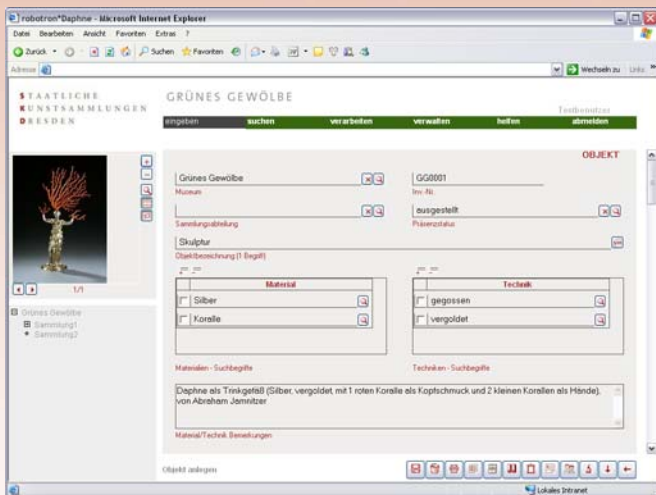 robotron*Daphne - Microsoft Internet Explorer
Datei Bearbeiten Ansicht Favoriten Extras ?
Zurück Suchen Favoriten
Adresse Wechseln zu Links
STAATLICHE
KUNSTSAMMLUNGEN
DRESDEN
GRÜNES GEWÖLBE
Testbenutzer
eingeben suchen verarbeiten verwalten helfen abmelden
OBJEKT
Grünes Gewölbe GG0001
Museum Inv.-Nr.
ausgestellt
Sammlungsabteilung Präsenzstatus
Skulptur
Objektbezeichnung (1 Begriff)
1/1
Material Technik
Silber gegossen
Koralle vergoldet
Grünes Gewölbe
Sammlung1
Sammlung2
Materialien - Suchbegriffe Techniken - Suchbegriffe
Daphne als Trinkgefäß (Silber, vergoldet, mit 1 roten Koralle als Kopfschmuck und 2 kleinen Korallen als Hände),
von Abraham Jamnitzer
Material/Technik Bemerkungen
Objekt anlegen
Lokales Intranet